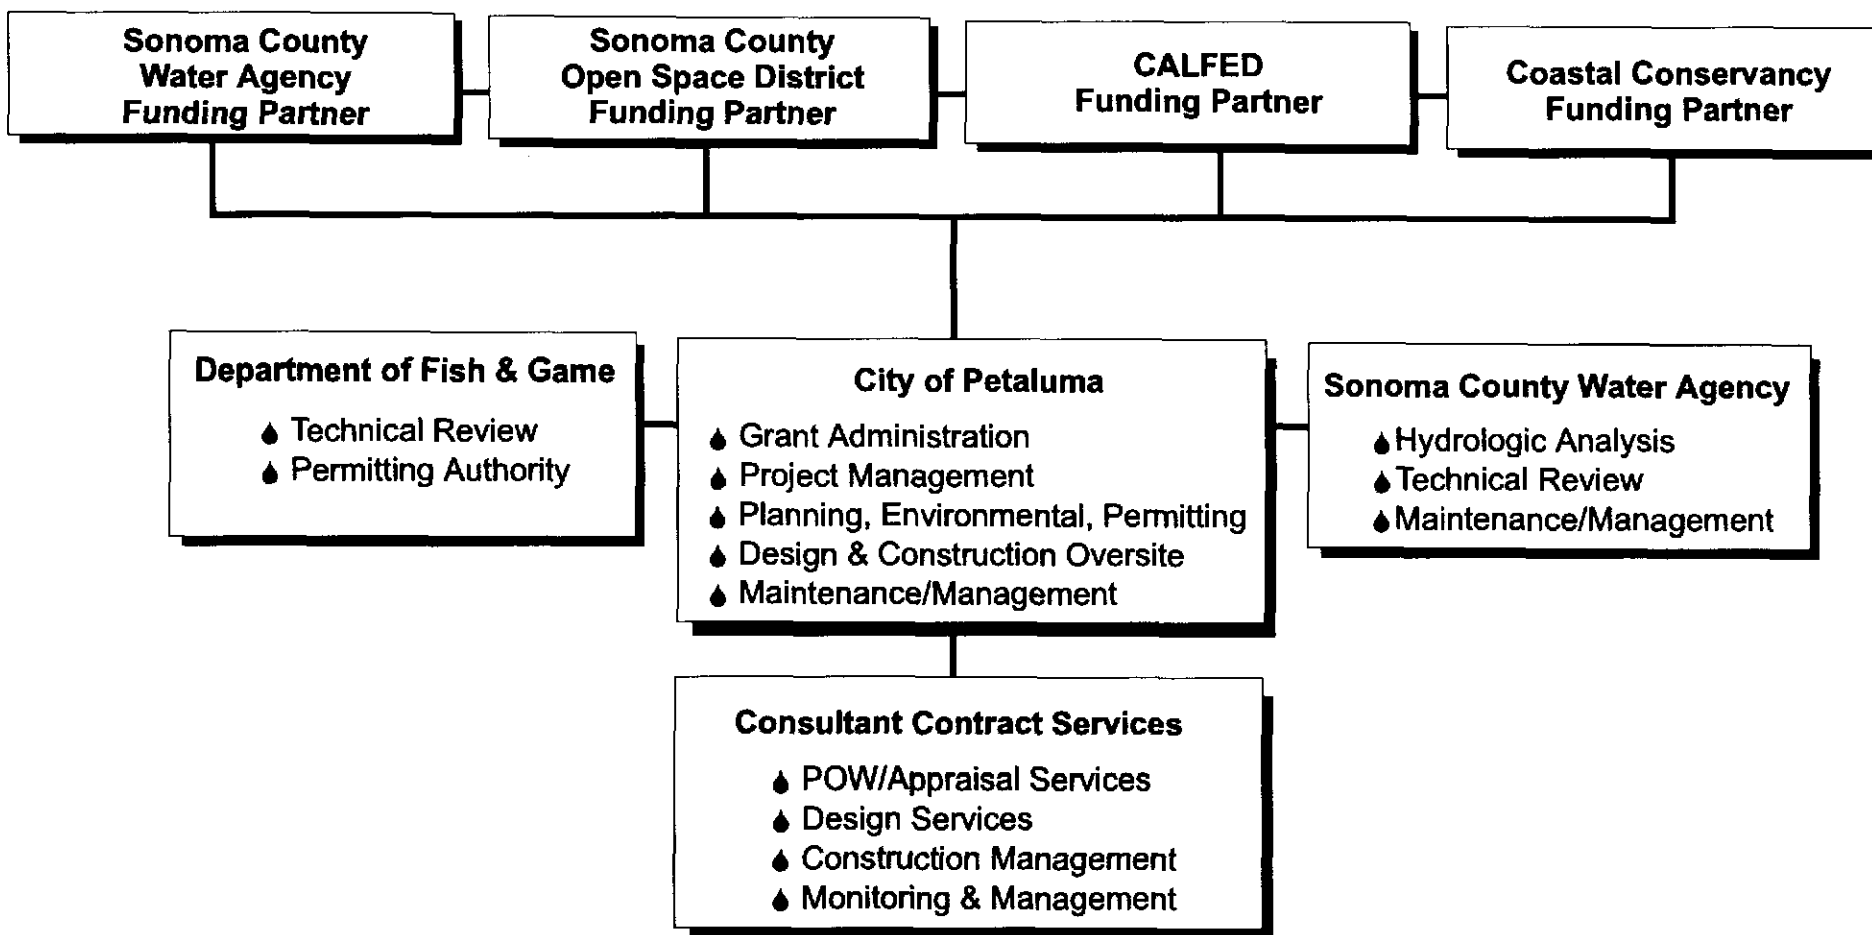 Sonoma County
Water Agency
Funding Partner
Sonoma County
Open Space District
Funding Partner
CALFED
Funding Partner
Coastal Conservancy
Funding Partner
Department of Fish & Game
Technical Review
Permitting Authority
City of Petaluma
Grant Administration
Project Management
Planning, Environmental, Permitting
Design & Construction Oversite
Maintenance/Management
Sonoma County Water Agency
Hydrologic Analysis
Technical Review
Maintenance/Management
Consultant Contract Services
POW/Appraisal Services
Design Services
Construction Management
Monitoring & Management